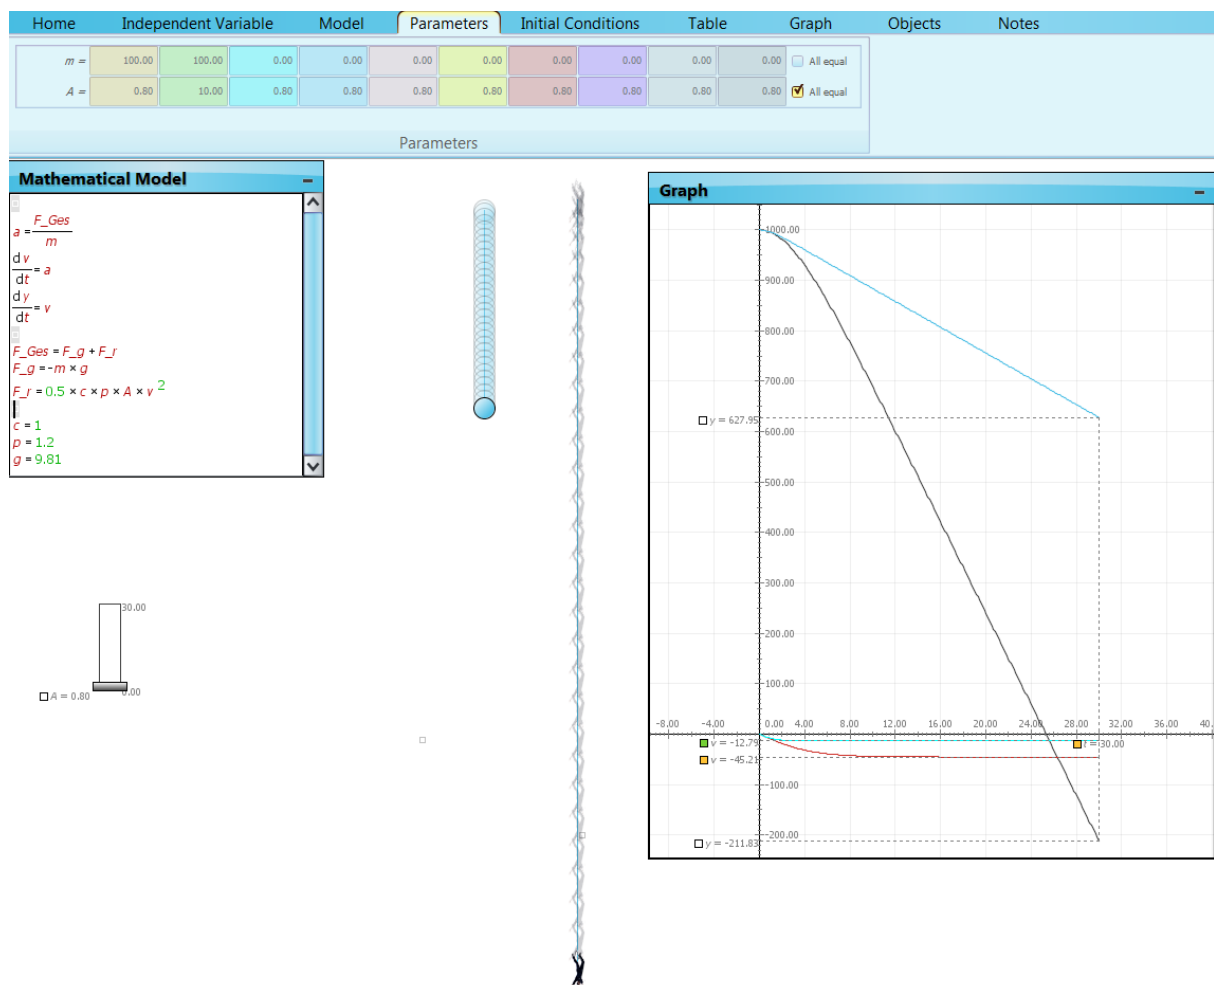 Home Independent Variable Model Parameters Initial Conditions Table Graph Objects Notes
m = 100.00 100.00 0.00 0.00 0.00 0.00 0.00 0.00 0.00 0.00 All equal
A = 0.80 10.00 0.80 0.80 0.80 0.80 0.80 0.80 0.80 0.80 All equal
Parameters
Mathematical Model
a = F_Ges / m
dv / dt = a
dy / dt = v
F_Ges = F_g + F_r
F_g = -m × g
F_r = 0.5 × c × p × A × v ²
c = 1
p = 1.2
g = 9.81
30.00
A = 0.80
0.00
Graph
1000.00
900.00
800.00
700.00
y = 627.95
600.00
500.00
400.00
300.00
200.00
100.00
-8.00 -4.00 0.00 4.00 8.00 12.00 16.00 20.00 24.00 28.00 32.00 36.00 40.
v = -12.79
t = 30.00
v = -45.21
-100.00
-200.00
y = -211.83